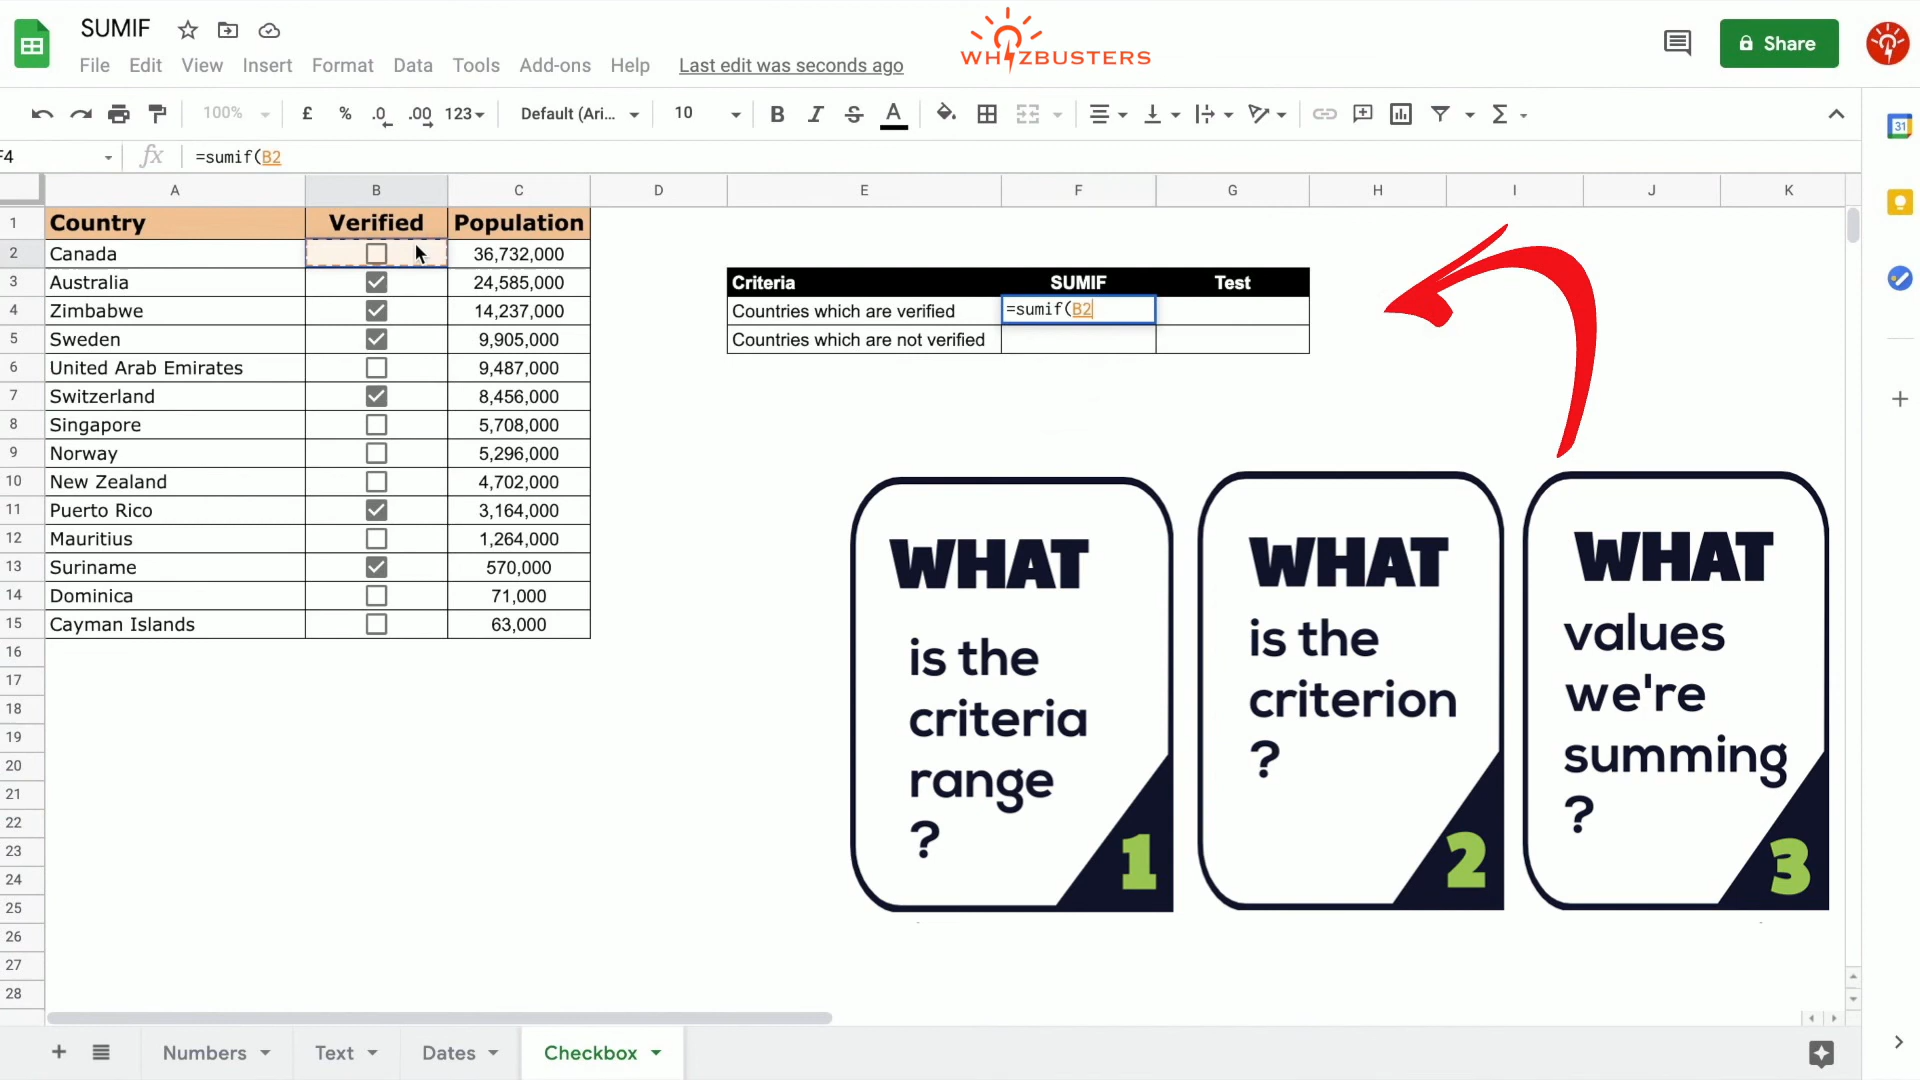 SUMIF
WHIZBUSTERS
Share
File Edit View Insert Format Data Tools Add-ons Help Last edit was seconds ago
100% £ % .0 .00 123 Default (Ari... 10 B I S A Σ
31
F4 fx =sumif(B2
A B C D E F G H I J K
1 Country Verified Population
2 Canada 36,732,000
3 Australia 24,585,000 Criteria SUMIF Test
4 Zimbabwe 14,237,000 Countries which are verified =sumif(B2
5 Sweden 9,905,000 Countries which are not verified
6 United Arab Emirates 9,487,000
7 Switzerland 8,456,000
8 Singapore 5,708,000
9 Norway 5,296,000
10 New Zealand 4,702,000
11 Puerto Rico 3,164,000
12 Mauritius 1,264,000
13 Suriname 570,000
14 Dominica 71,000
15 Cayman Islands 63,000
16
17
18
19
20
21
22
23
24
25
26
27
28
WHAT
is the
criteria
range
?
1
WHAT
is the
criterion
?
2
WHAT
values
we're
summing
?
3
Numbers Text Dates Checkbox